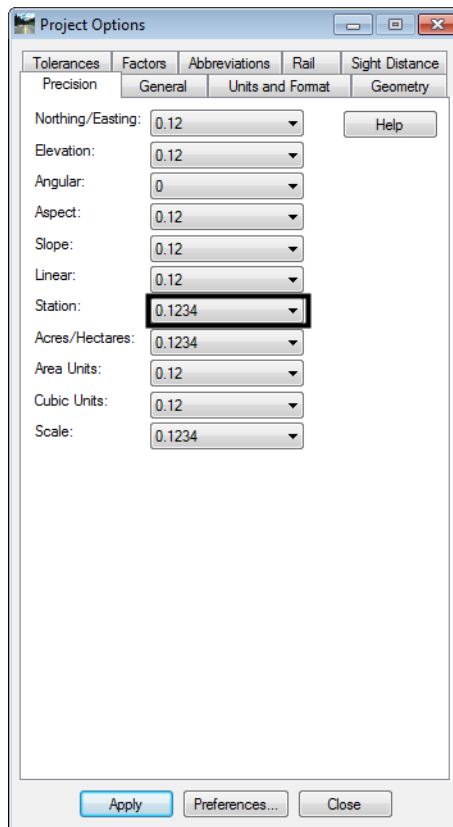 Project Options
Tolerances Factors Abbreviations Rail Sight Distance
Precision General Units and Format Geometry
Northing/Easting: 0.12 Help
Elevation: 0.12
Angular: 0
Aspect: 0.12
Slope: 0.12
Linear: 0.12
Station: 0.1234
Acres/Hectares: 0.1234
Area Units: 0.12
Cubic Units: 0.12
Scale: 0.1234
Apply Preferences... Close